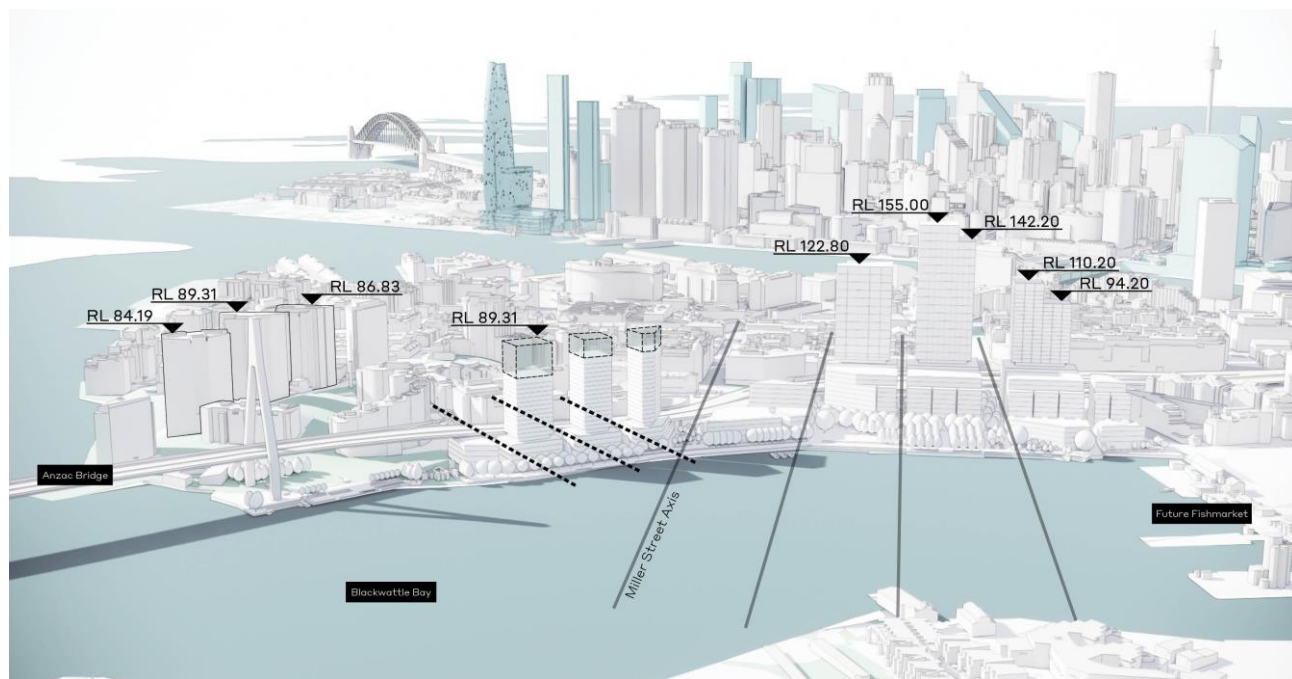 RL 155.00
RL 142.20
RL 122.80
RL 110.20
RL 94.20
RL 86.83
RL 89.31
RL 84.19
RL 89.31
Anzac Bridge
Miller Street Axis
Future Fishmarket
Blackwattle Bay